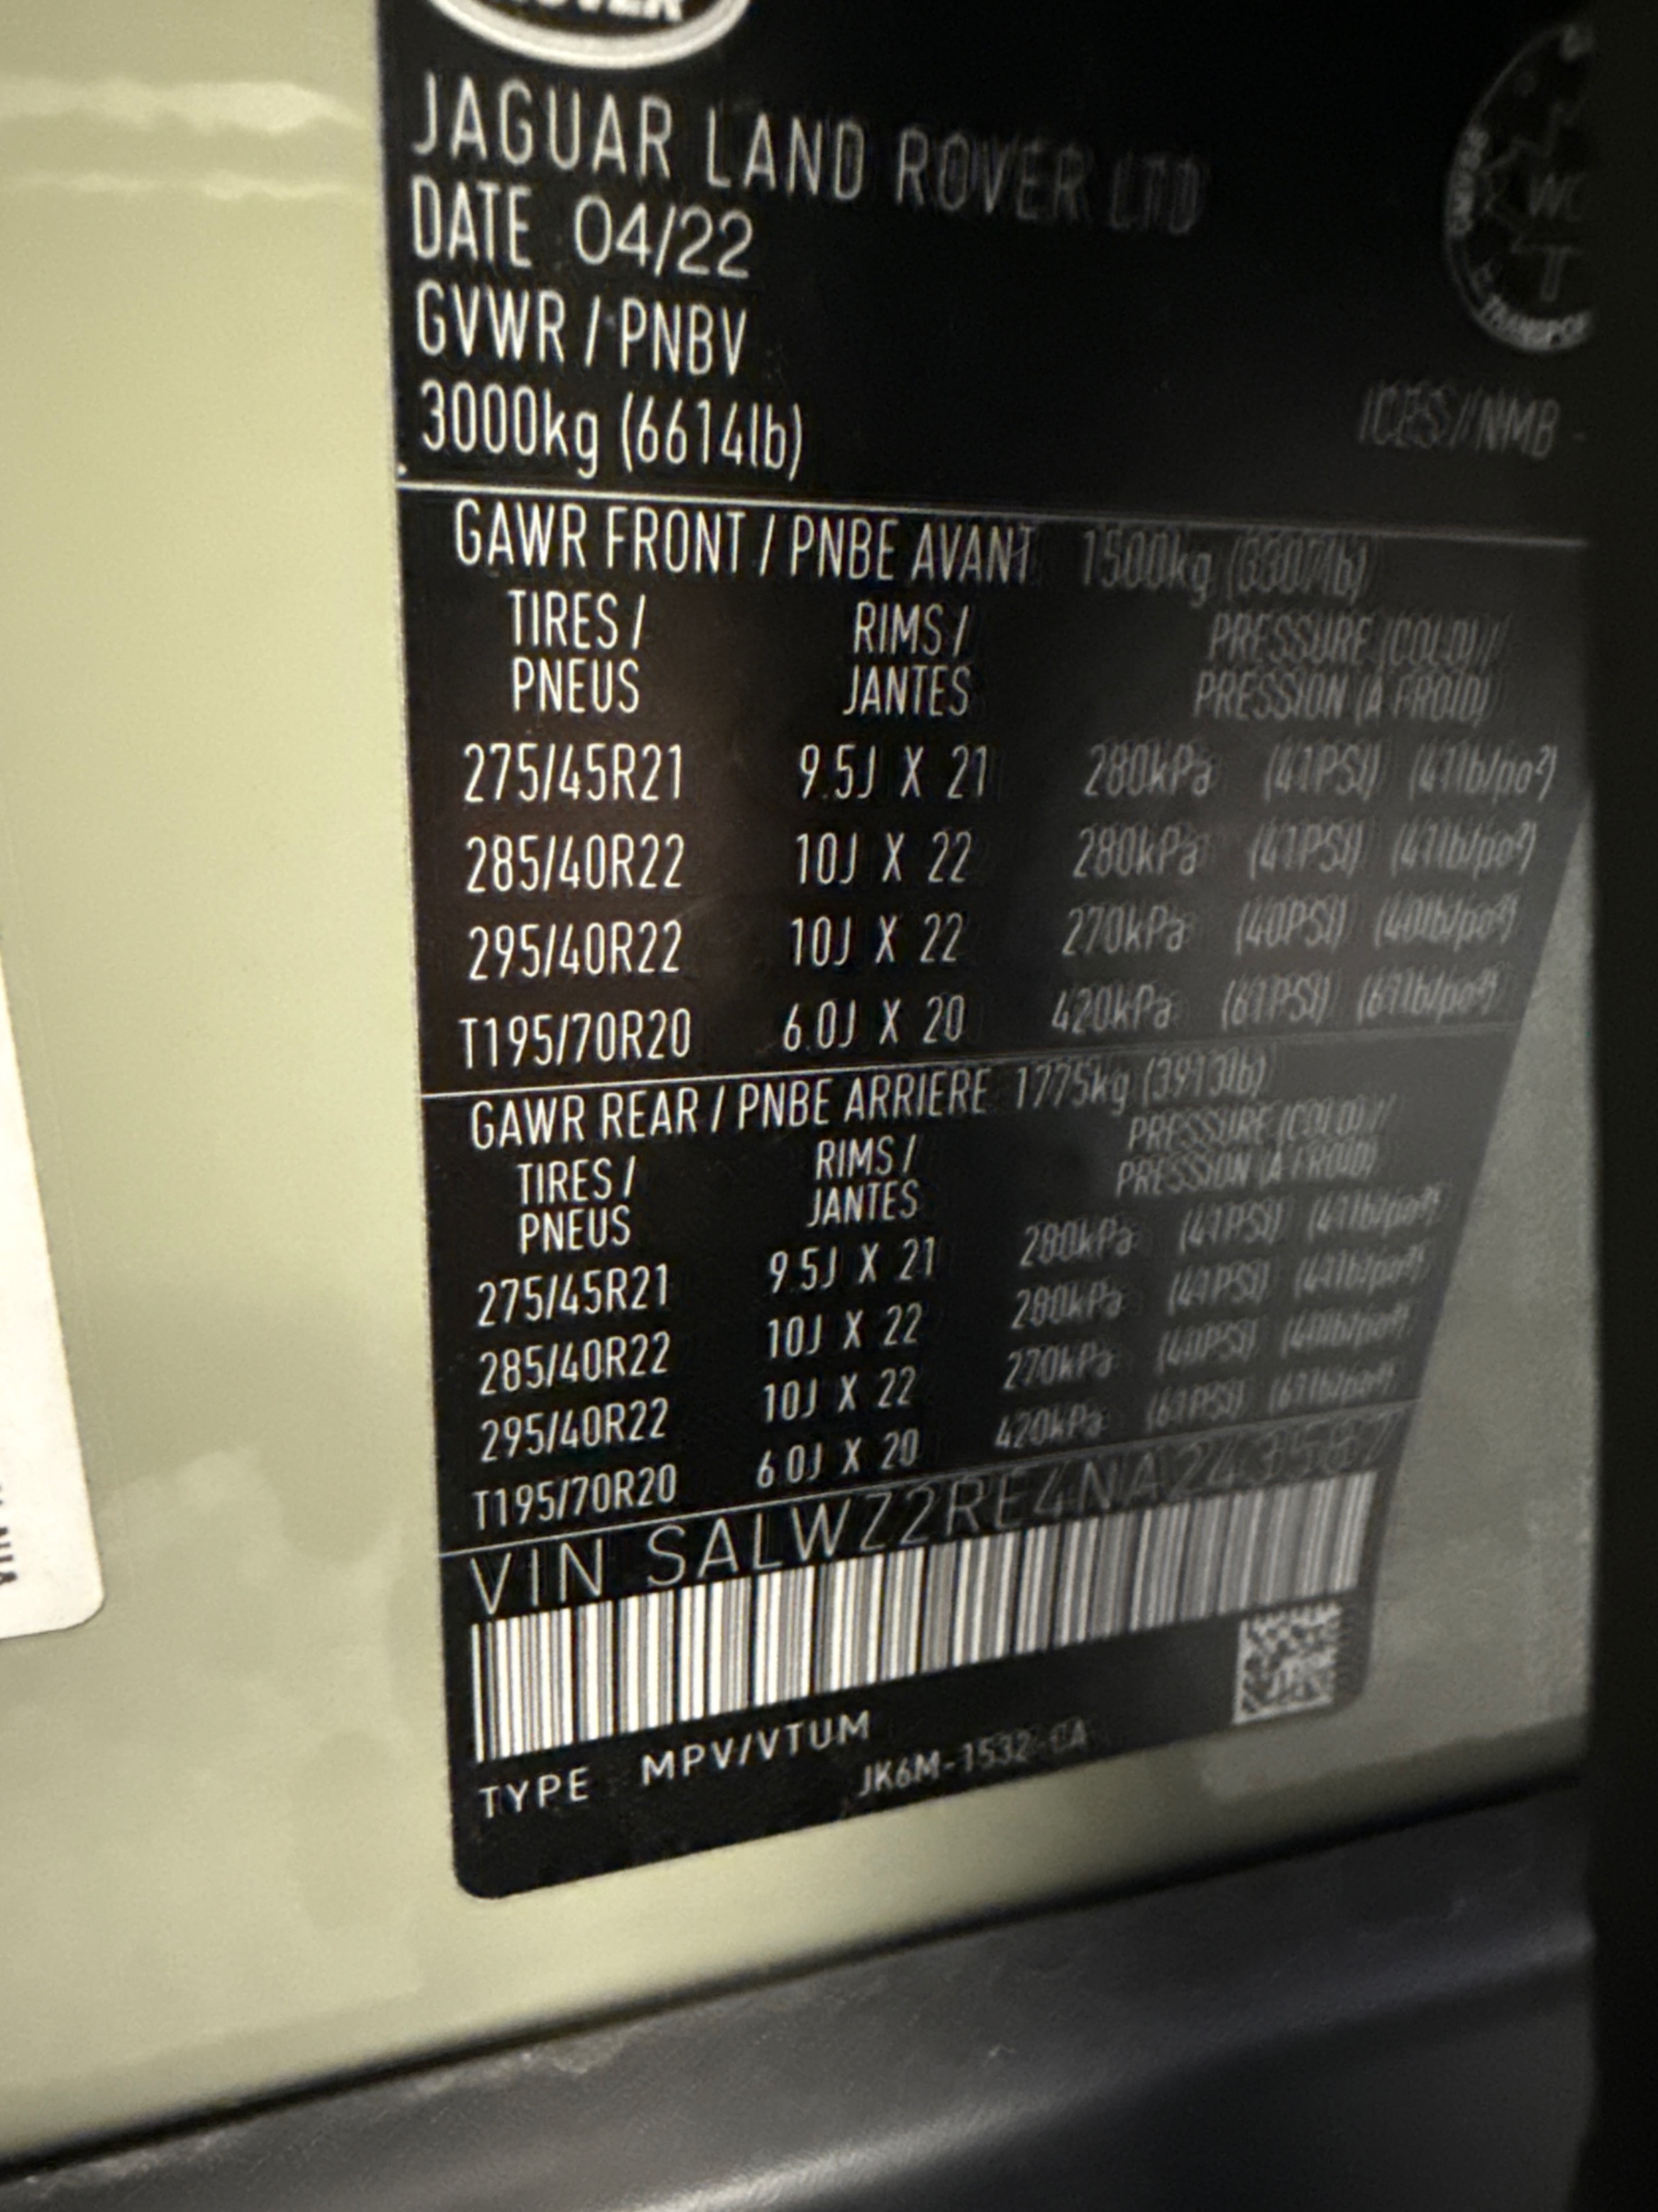 ROVER
JAGUAR LAND ROVER LTD
DATE 04/22
GVWR / PNBV
3000kg (6614lb)
ICES / NMB -
GAWR FRONT / PNBE AVANT 1500kg (3307lb)
TIRES / RIMS / PRESSURE (COLD) /
PNEUS JANTES PRESSION (A FROID)
275/45R21 9.5J X 21 280kPa (41PSI) (41lb/po²)
285/40R22 10J X 22 280kPa (41PSI) (41lb/po²)
295/40R22 10J X 22 270kPa (40PSI) (40lb/po²)
T195/70R20 6.0J X 20 420kPa (61PSI) (61lb/po²)
GAWR REAR / PNBE ARRIERE 1775kg (3913lb)
TIRES / RIMS / PRESSURE (COLD) /
PNEUS JANTES PRESSION (A FROID)
275/45R21 9.5J X 21 280kPa (41PSI) (41lb/po²)
285/40R22 10J X 22 280kPa (41PSI) (41lb/po²)
295/40R22 10J X 22 270kPa (40PSI) (40lb/po²)
T195/70R20 6.0J X 20 420kPa (61PSI) (61lb/po²)
VIN SALWZ2RE4NA243587
TYPE MPV/VTUM
JK6M-1532-CA